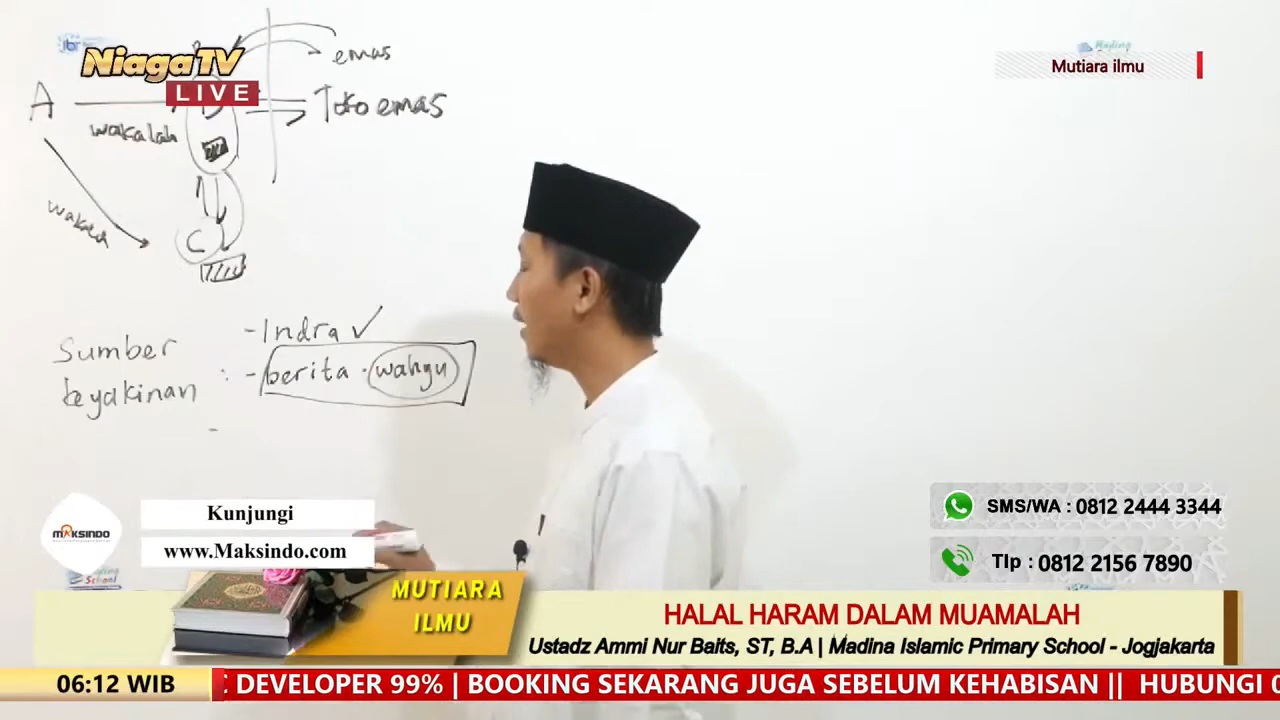 NiagaTV
LIVE
Mutiara ilmu
A
wakalah
emas
Toko emas
C
Sumber
keyakinan :
- Indra ✓
- berita · wahyu
-
Kunjungi
www.Maksindo.com
MAKSINDO
School
SMS/WA : 0812 2444 3344
Tlp : 0812 2156 7890
MUTIARA
ILMU
HALAL HARAM DALAM MUAMALAH
Ustadz Ammi Nur Baits, ST, B.A | Madina Islamic Primary School - Jogjakarta
06:12 WIB
DEVELOPER 99% | BOOKING SEKARANG JUGA SEBELUM KEHABISAN || HUBUNGI